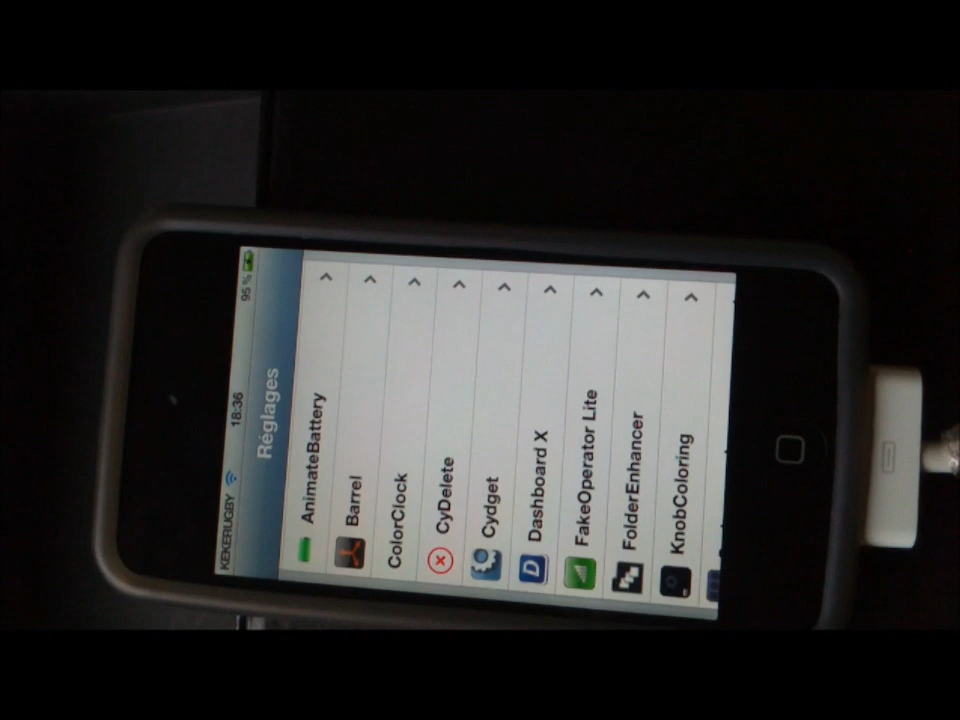 KEKERUGBY 18:36 95 %
Réglages
AnimateBattery
Barrel
ColorClock
CyDelete
Cydget
Dashboard X
FakeOperator Lite
FolderEnhancer
KnobColoring